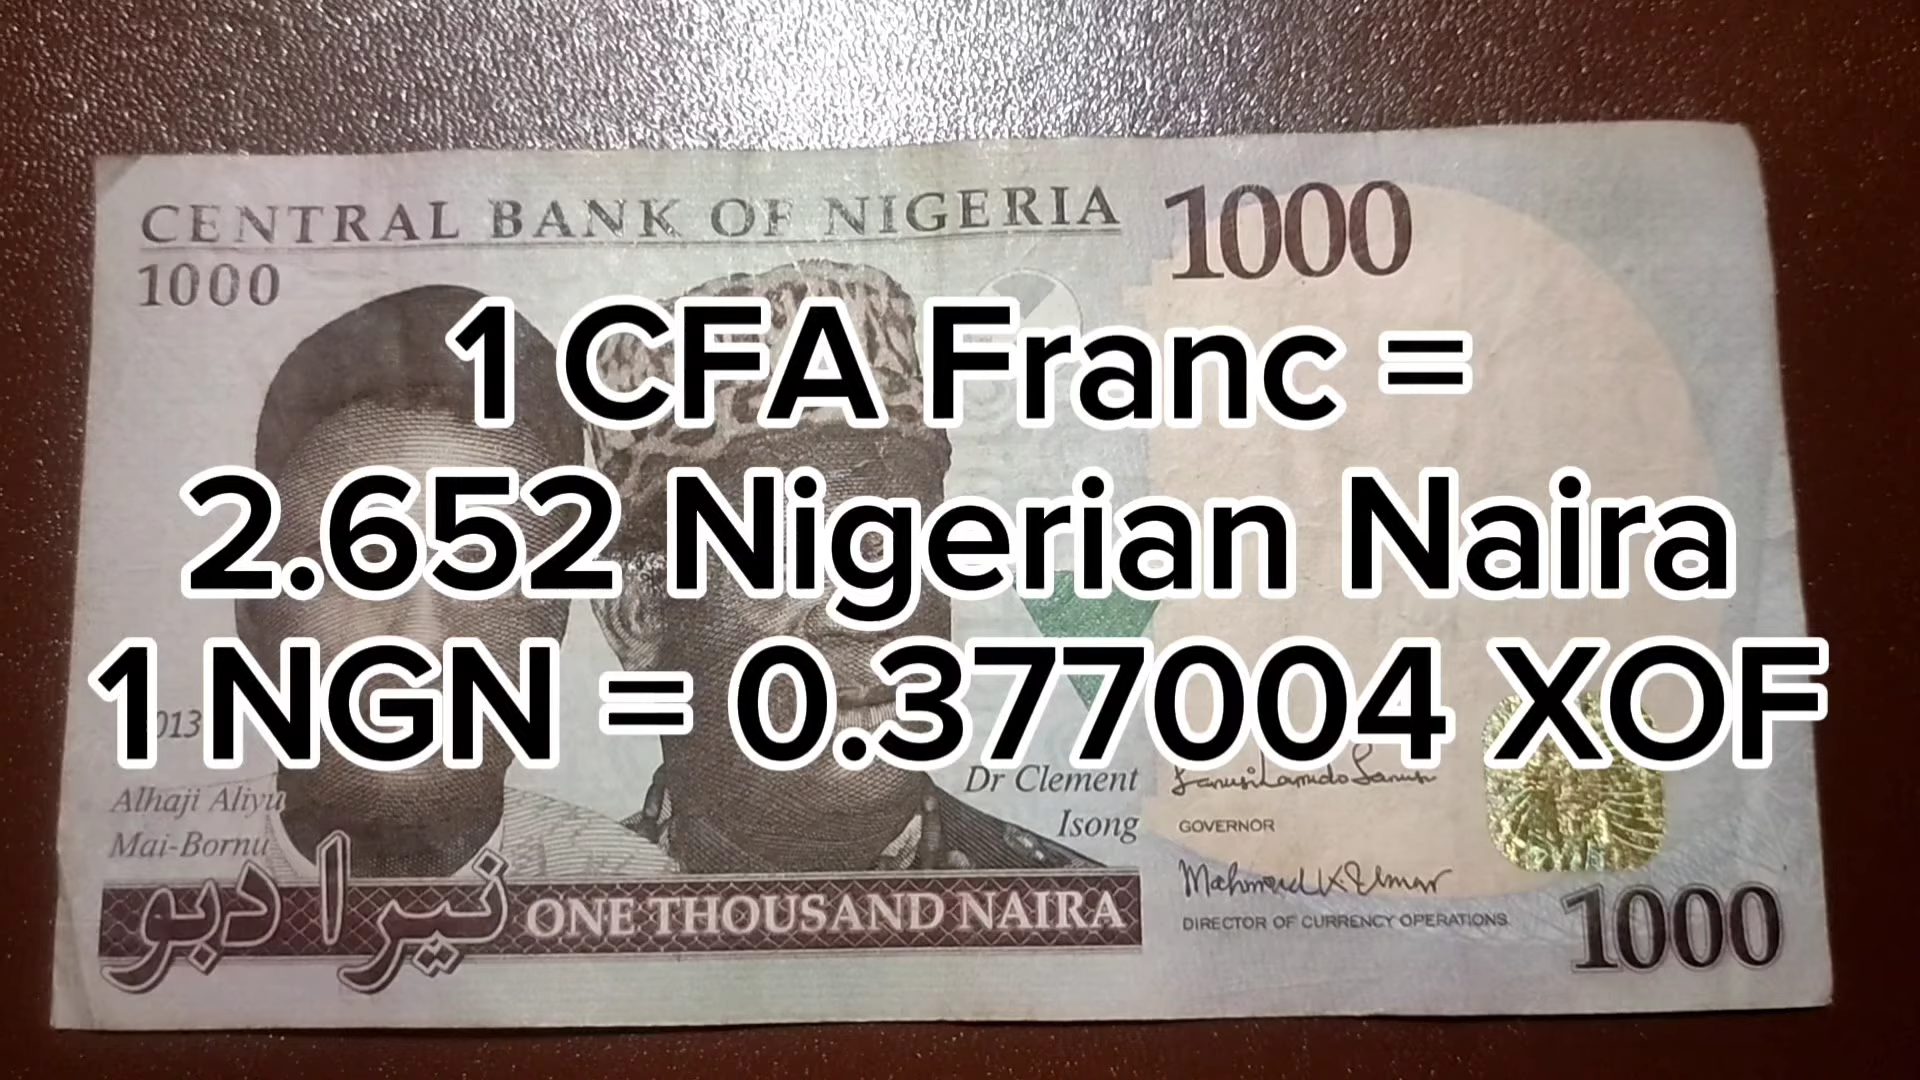 CENTRAL BANK OF NIGERIA
1000
1000
1 CFA Franc =
2.652 Nigerian Naira
1 NGN = 0.377004 XOF
013
Alhaji Aliyu
Mai-Bornu
Dr Clement
Isong
GOVERNOR
DIRECTOR OF CURRENCY OPERATIONS
نيرا دبو
ONE THOUSAND NAIRA
1000